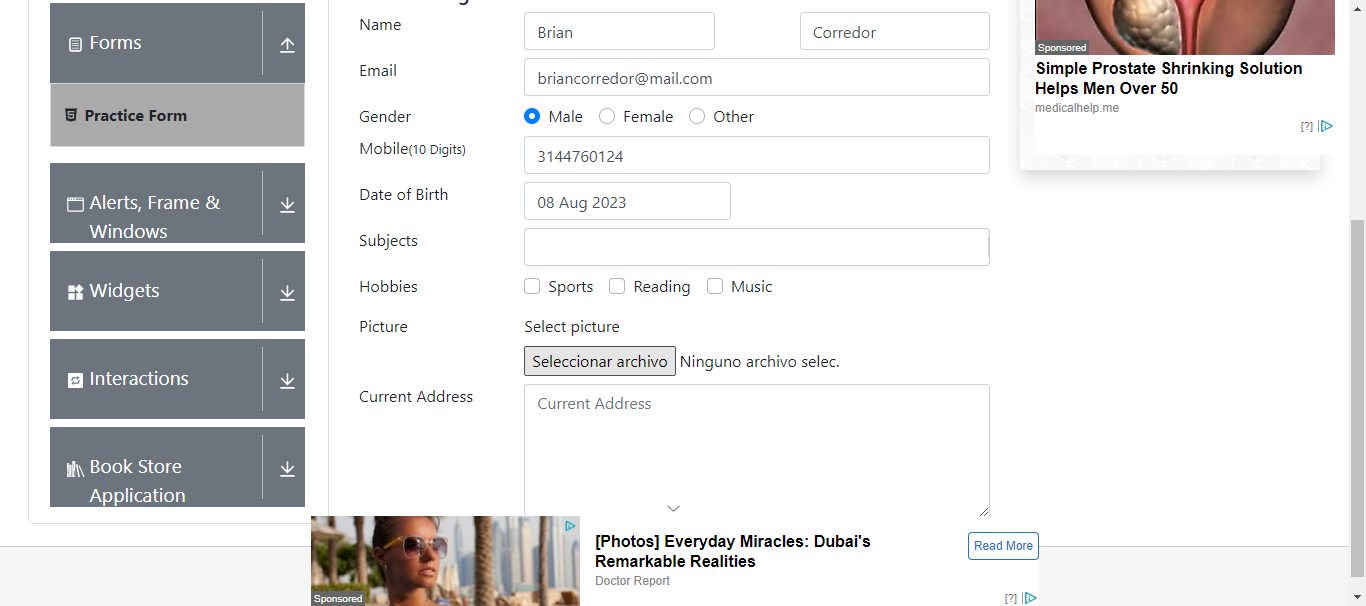 Forms
Practice Form
Alerts, Frame &
Windows
Widgets
Interactions
Book Store
Application
Name
Brian
Corredor
Email
briancorredor@mail.com
Gender
Male
Female
Other
Mobile(10 Digits)
3144760124
Date of Birth
08 Aug 2023
Subjects
Hobbies
Sports
Reading
Music
Picture
Select picture
Seleccionar archivo
Ninguno archivo selec.
Current Address
Current Address
Sponsored
Simple Prostate Shrinking Solution
Helps Men Over 50
medicalhelp.me
[?]
Sponsored
[Photos] Everyday Miracles: Dubai's
Remarkable Realities
Doctor Report
Read More
[?]